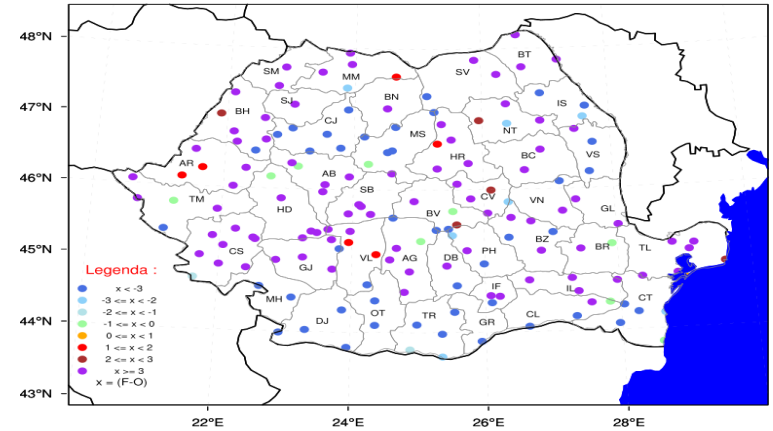 48°N
47°N
46°N
45°N
44°N
43°N
22°E
24°E
26°E
28°E
BT
SV
SM
MM
BN
SJ
IS
BH
CJ
NT
MS
HR
BC
VS
AR
AB
CV
TM
SB
VN
HD
BV
GL
CS
BZ
BR
TL
PH
VL
AG
DB
GJ
IF
IL
MH
CT
OT
TR
CL
DJ
GR
Legenda :
x < -3
-3 <= x < -2
-2 <= x < -1
-1 <= x < 0
0 <= x < 1
1 <= x < 2
2 <= x < 3
x >= 3
x = (F-O)